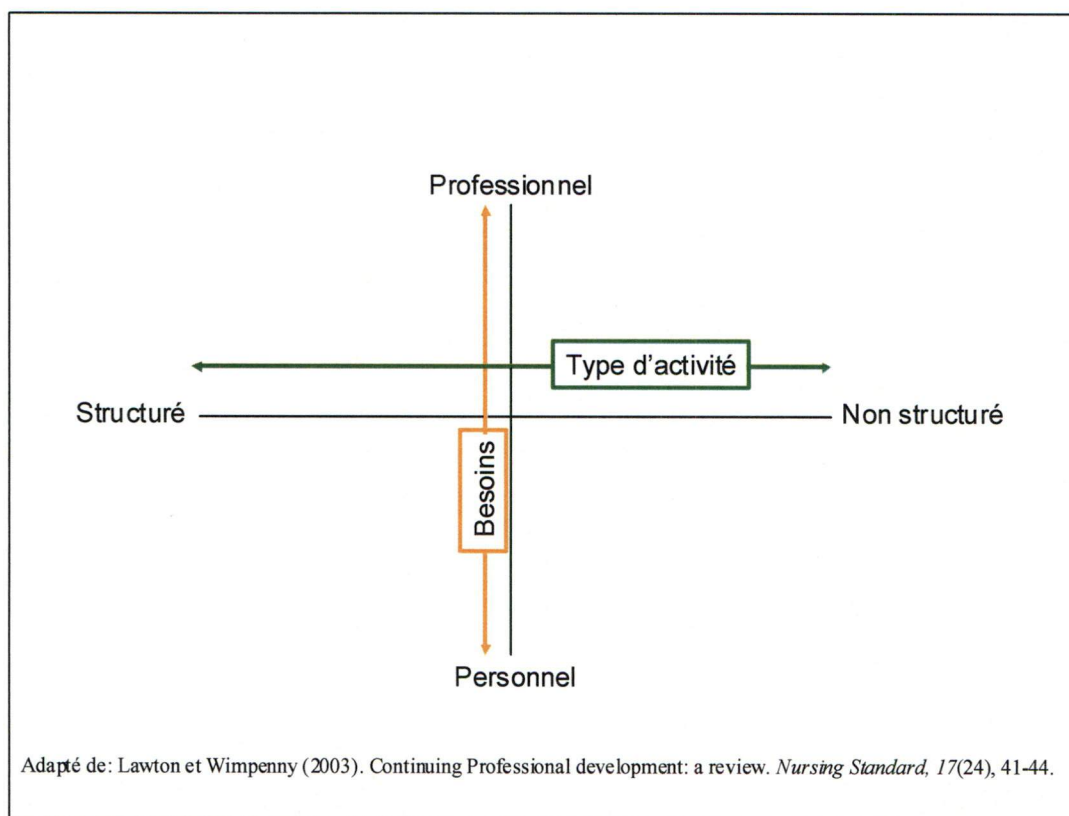 Professionnel
Type d'activité
Structuré
Non structuré
Besoins
Personnel
Adapté de: Lawton et Wimpenny (2003). Continuing Professional development: a review. Nursing Standard, 17(24), 41-44.